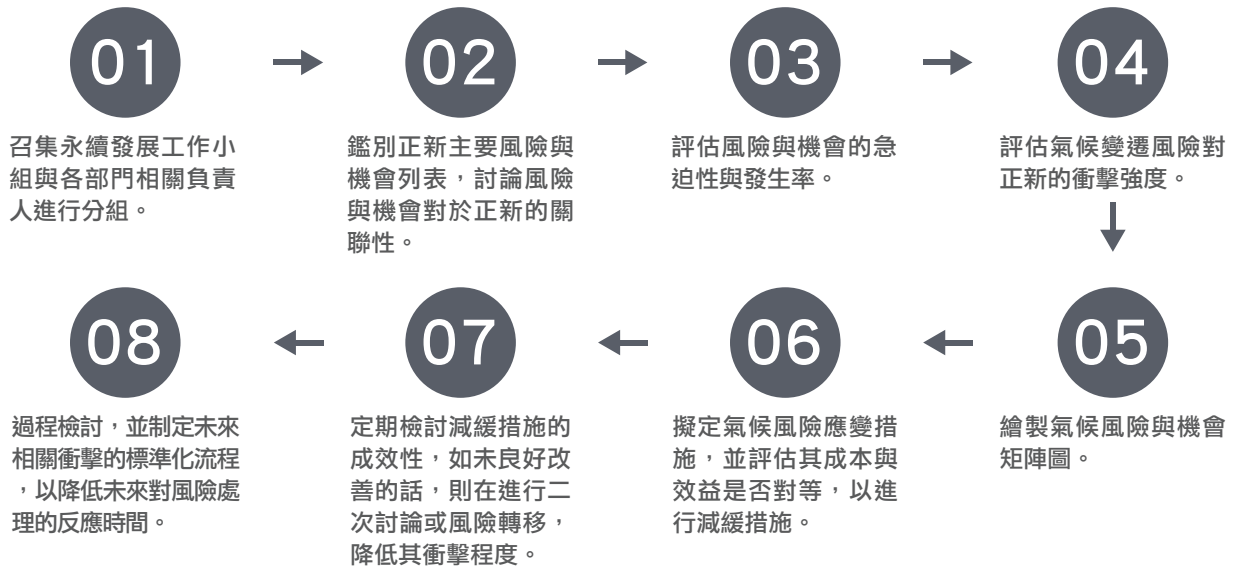 01
召集永續發展工作小
組與各部門相關負責
人進行分組。
02
鑑別正新主要風險與
機會列表，討論風險
與機會對於正新的關
聯性。
03
評估風險與機會的急
迫性與發生率。
04
評估氣候變遷風險對
正新的衝擊強度。
05
繪製氣候風險與機會
矩陣圖。
06
擬定氣候風險應變措
施，並評估其成本與
效益是否對等，以進
行減緩措施。
07
定期檢討減緩措施的
成效性，如未良好改
善的話，則在進行二
次討論或風險轉移，
降低其衝擊程度。
08
過程檢討，並制定未來
相關衝擊的標準化流程
，以降低未來對風險處
理的反應時間。